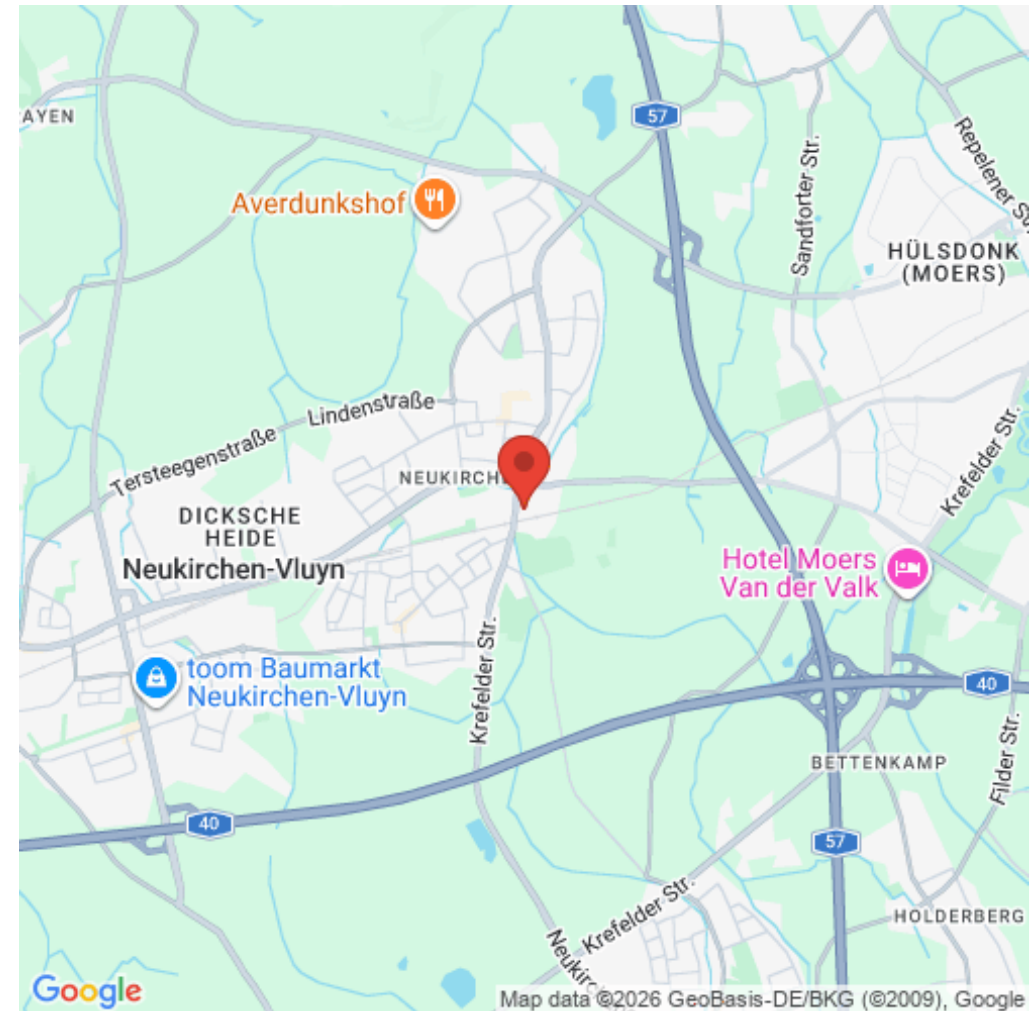 57
AYEN
Repelener Str.
Sandforter Str.
Averdunkshof
HÜLSDONK
(MOERS)
Lindenstraße
Krefelder Str.
Tersteegenstraße
NEUKIRCHE
DICKSCHE
HEIDE
Neukirchen-Vluyn
Hotel Moers
Van der Valk
Krefelder Str.
toom Baumarkt
Neukirchen-Vluyn
40
Filder Str.
BETTENKAMP
40
57
Krefelder Str.
HOLDERBERG
Neukirc
Google
Map data ©2026 GeoBasis-DE/BKG (©2009), Google